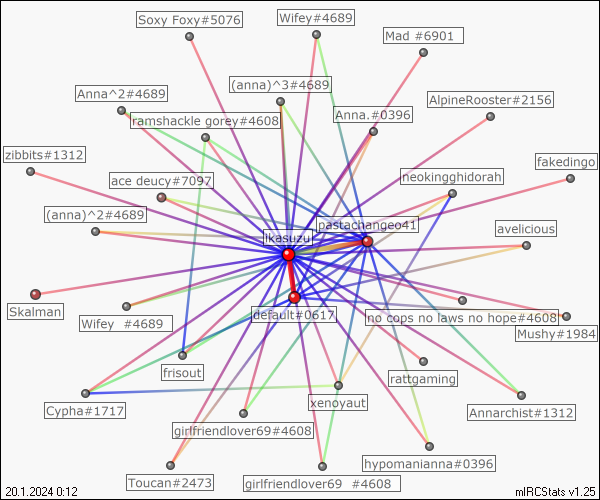 Soxy Foxy#5076
Wifey#4689
Mad #6901
Anna^2#4689
(anna)^3#4689
AlpineRooster#2156
ramshackle gorey#4608
Anna.#0396
zibbits#1312
fakedingo
ace deucy#7097
neokingghidorah
(anna)^2#4689
pastachangeo41
avelicious
ikasuzu
Skalman
default#0617
no cops no laws no hope#4608
Wifey  #4689
Mushy#1984
frisout
rattgaming
Cypha#1717
xenoyaut
Annarchist#1312
girlfriendlover69#4608
hypomanianna#0396
Toucan#2473
girlfriendlover69  #4608
20.1.2024 0:12
mIRCStats v1.25